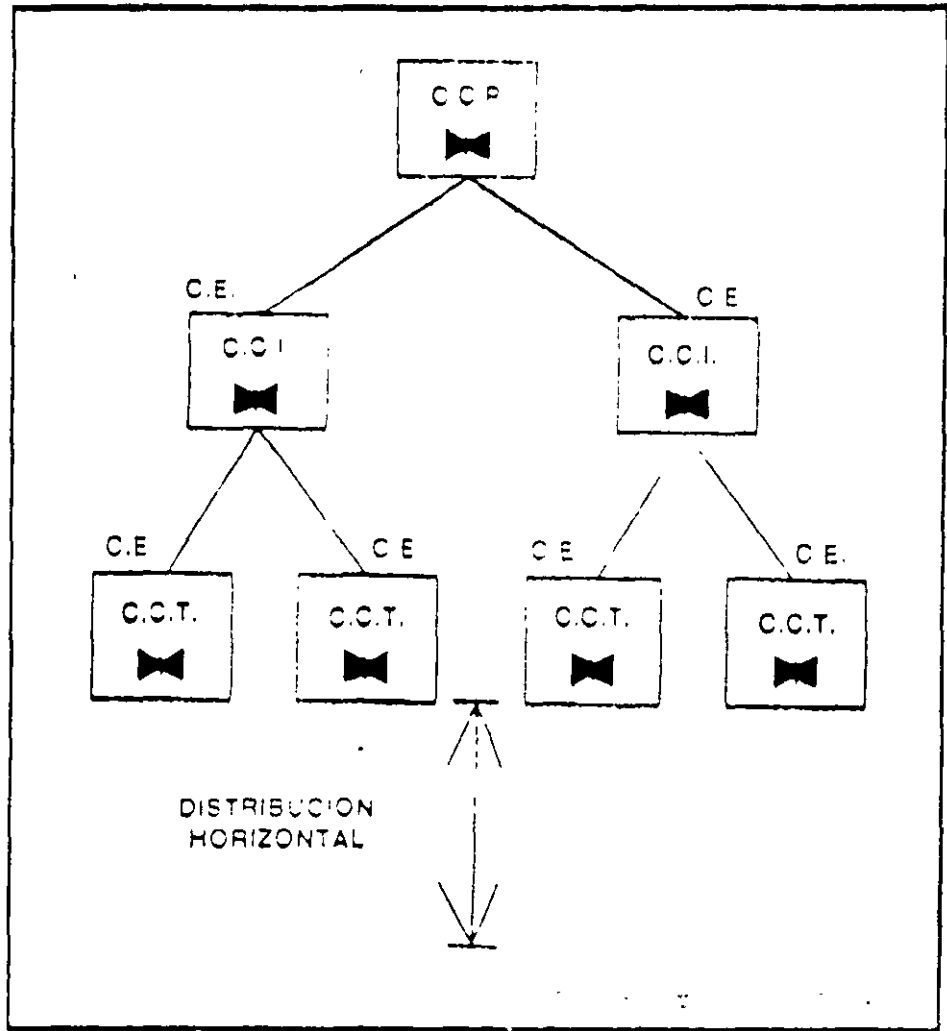 C C P
C.E.
C E
C.C I
C.C.I.
C.E
C E
C E
C E.
C.C.T.
C.C.T.
C.C.T.
C.C.T.
DISTRIBUCION
HORIZONTAL